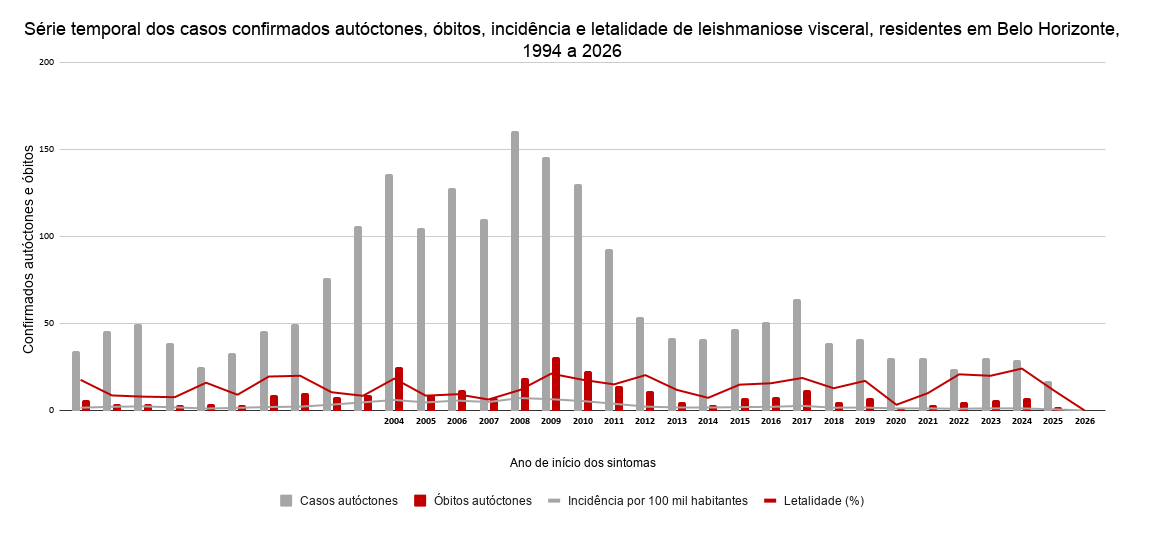 Série temporal dos casos confirmados autóctones, óbitos, incidência e letalidade de leishmaniose visceral, residentes em Belo Horizonte,
1994 a 2026
200
150
100
50
0
Confirmados autóctones e óbitos
2004 2005 2006 2007 2008 2009 2010 2011 2012 2013 2014 2015 2016 2017 2018 2019 2020 2021 2022 2023 2024 2025 2026
Ano de início dos sintomas
Casos autóctones Óbitos autóctones Incidência por 100 mil habitantes Letalidade (%)